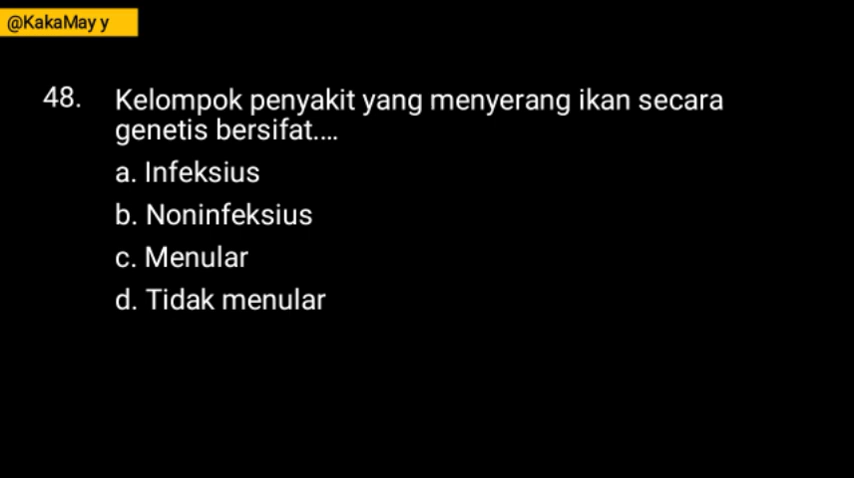 @KakaMay y
48. Kelompok penyakit yang menyerang ikan secara
genetis bersifat....
a. Infeksius
b. Noninfeksius
c. Menular
d. Tidak menular